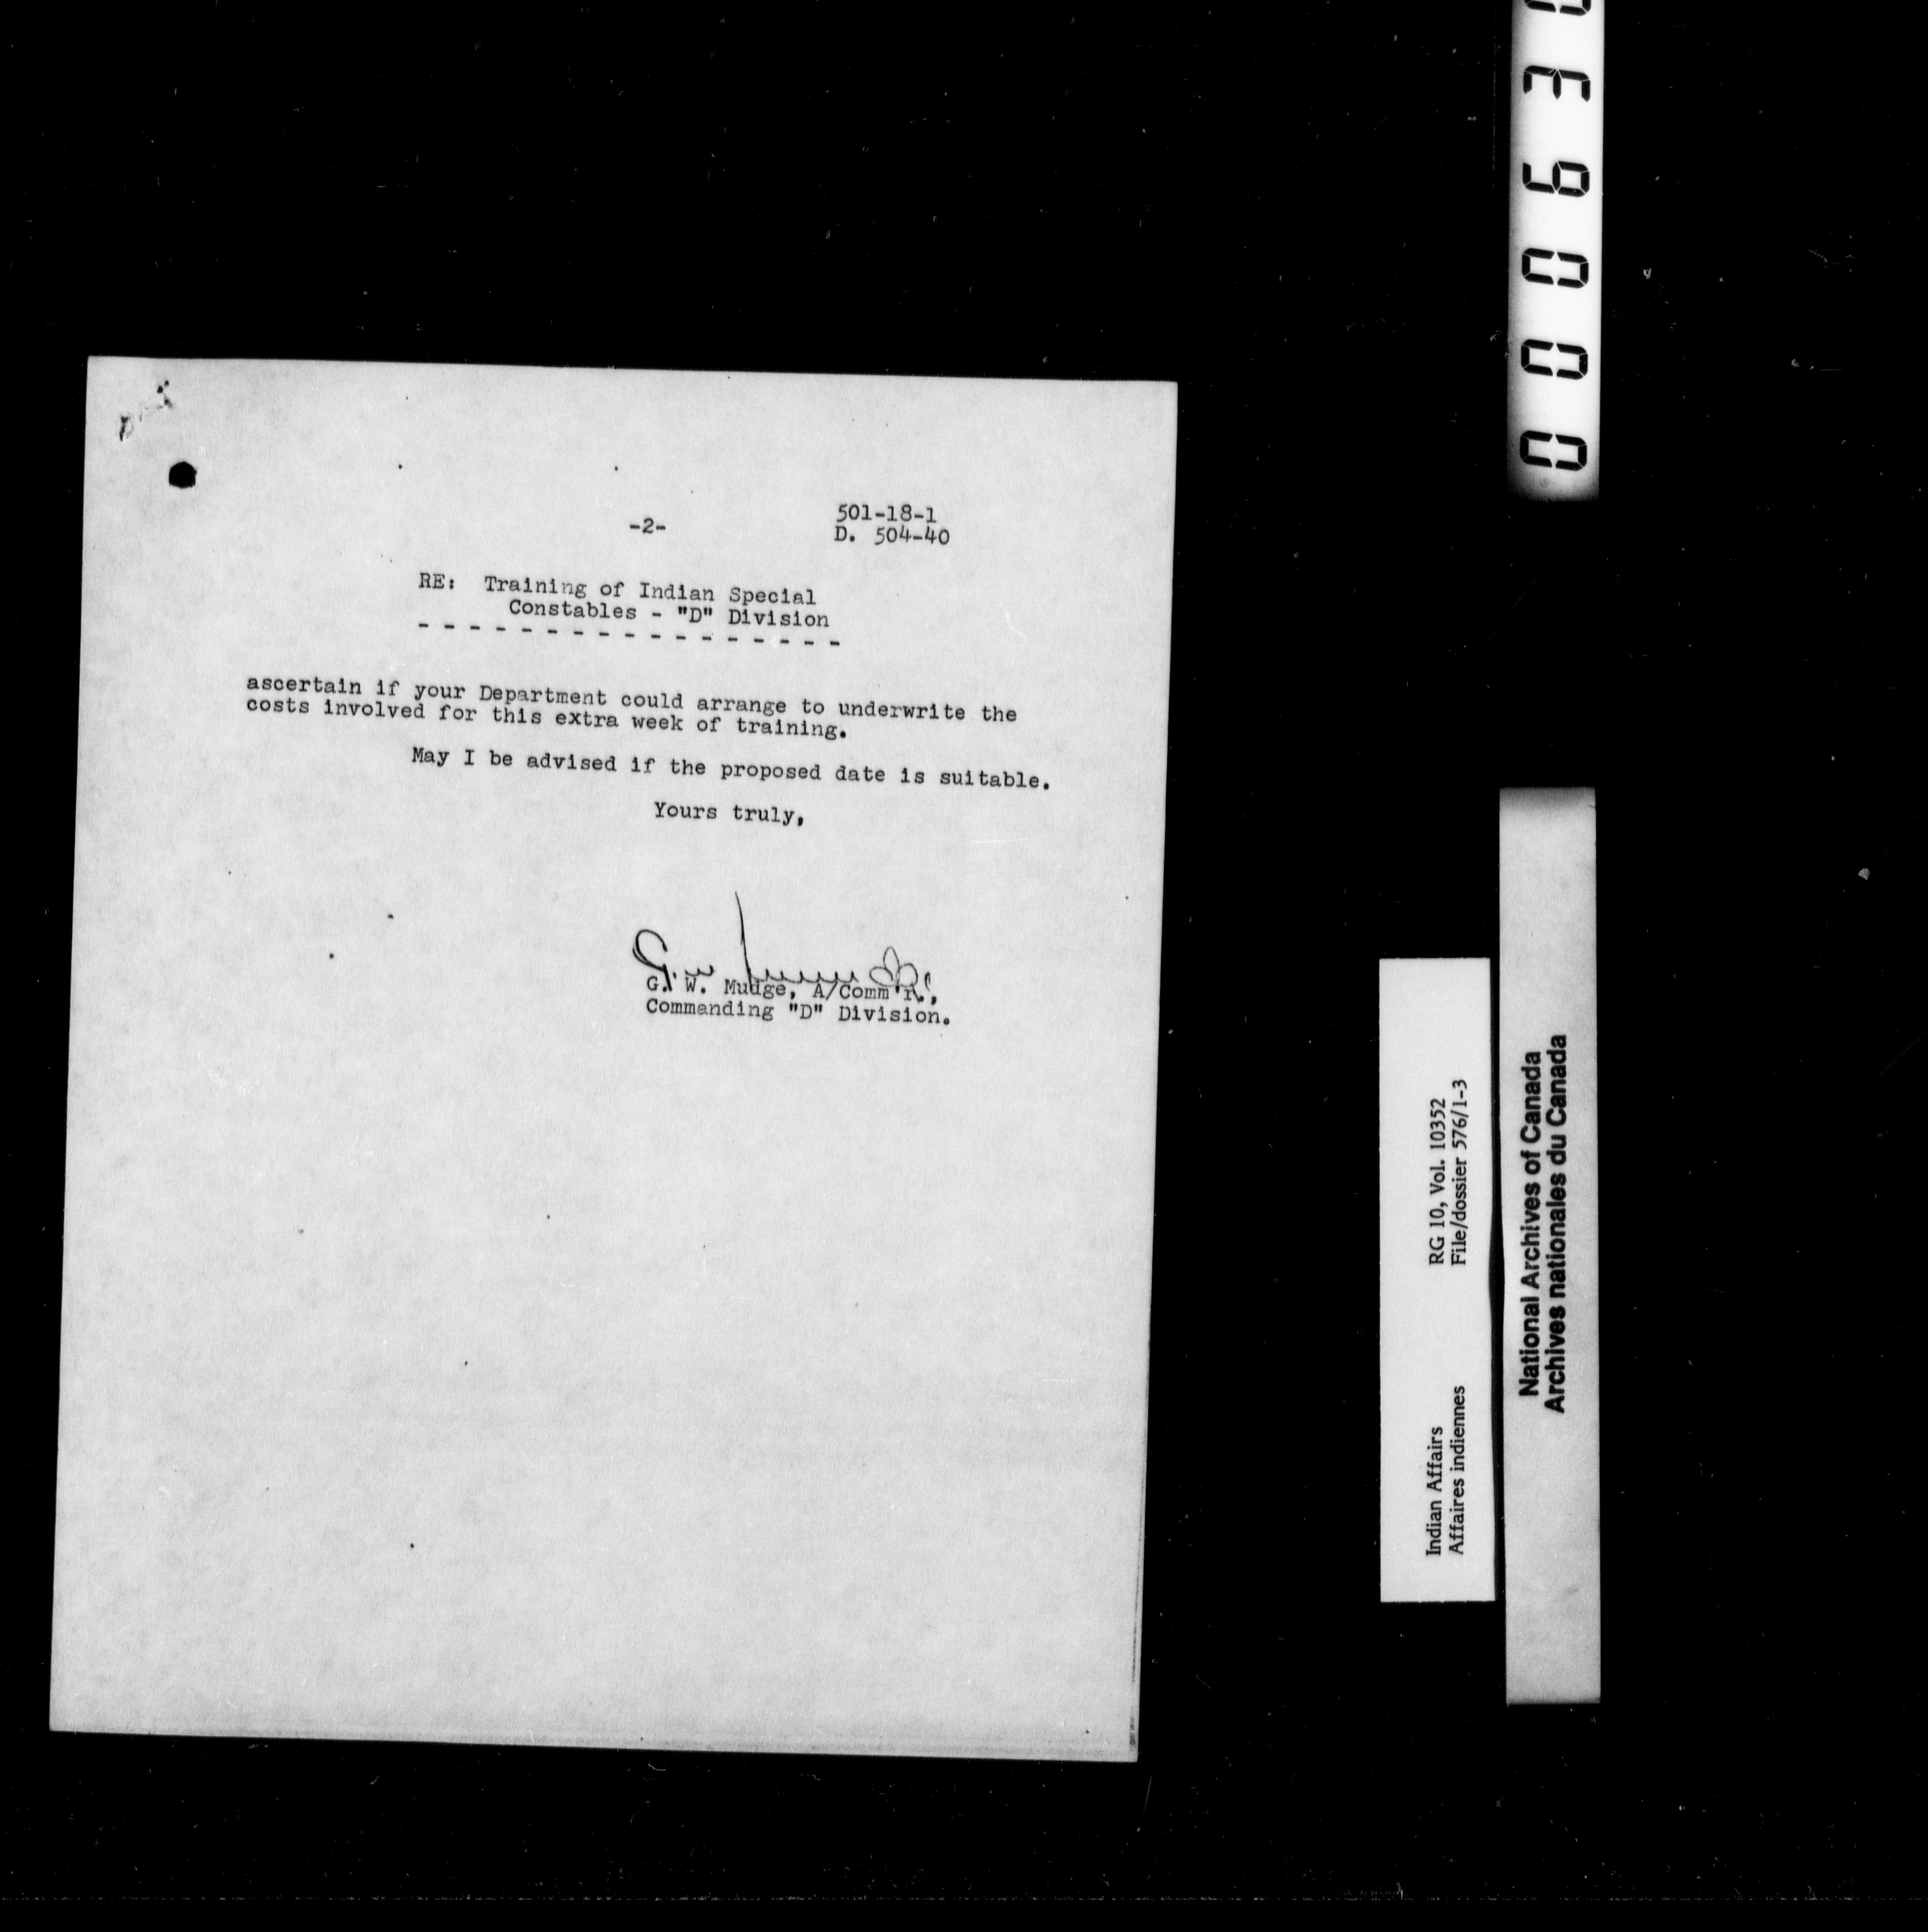 -2-
501-18-1
D. 504-40
RE: Training of Indian Special
Constables - "D" Division
- - - - - - - - - - - - - - - - -
ascertain if your Department could arrange to underwrite the
costs involved for this extra week of training.
May I be advised if the proposed date is suitable.
Yours truly,
G. W. Mudge, A/Comm'r.,
Commanding "D" Division.
00063
RG 10, Vol. 10352
File/dossier 576/1-3
Indian Affairs
Affaires indiennes
National Archives of Canada
Archives nationales du Canada